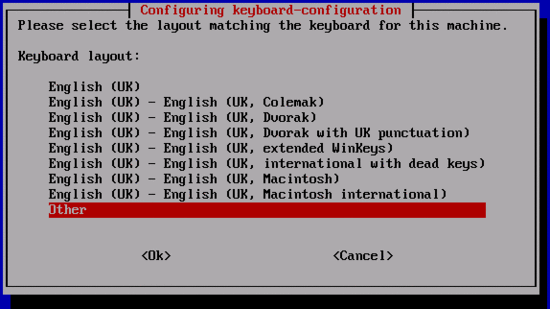 Configuring keyboard-configuration
Please select the layout matching the keyboard for this machine.
Keyboard layout:
English (UK)
English (UK) - English (UK, Colemak)
English (UK) - English (UK, Dvorak)
English (UK) - English (UK, Dvorak with UK punctuation)
English (UK) - English (UK, extended WinKeys)
English (UK) - English (UK, international with dead keys)
English (UK) - English (UK, Macintosh)
English (UK) - English (UK, Macintosh international)
Other
<Ok> <Cancel>